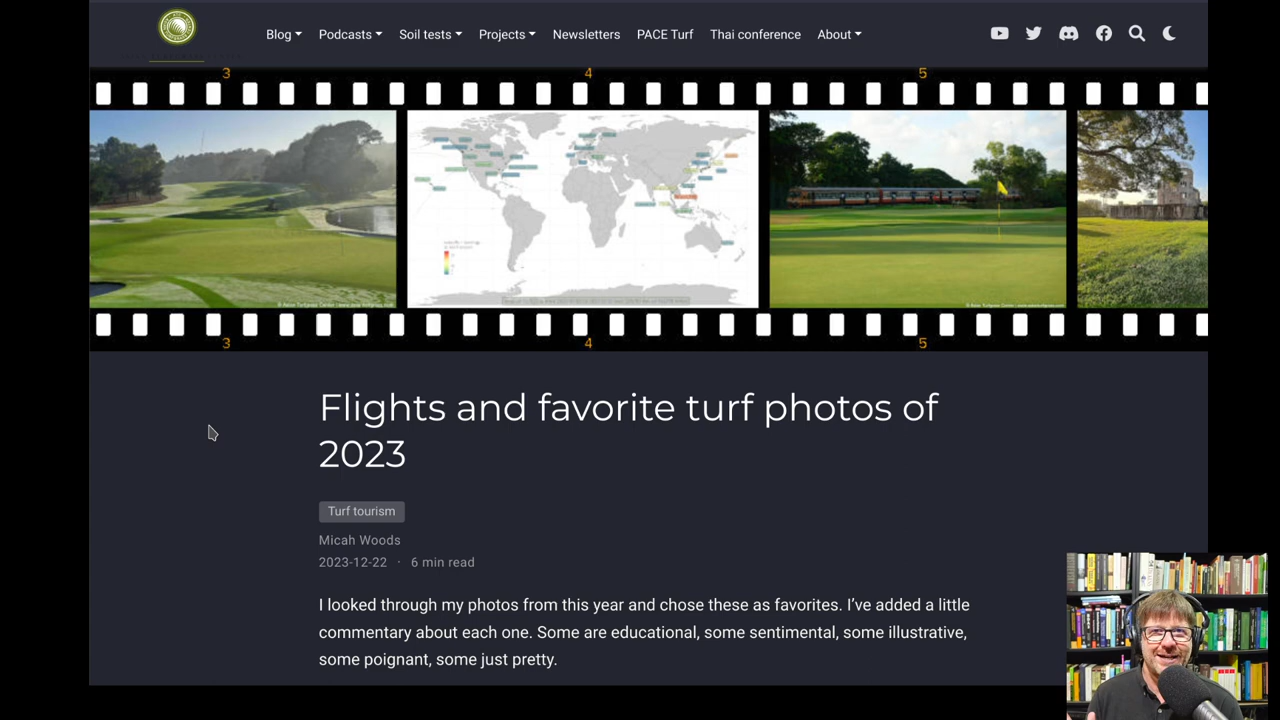 Blog Podcasts Soil tests Projects Newsletters PACE Turf Thai conference About
3 4 5
3 4 5
Flights and favorite turf photos of
2023
Turf tourism
Micah Woods
2023-12-22 · 6 min read
I looked through my photos from this year and chose these as favorites. I've added a little
commentary about each one. Some are educational, some sentimental, some illustrative,
some poignant, some just pretty.